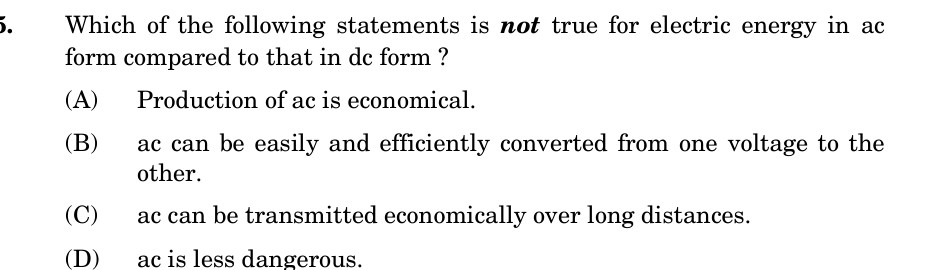 5. Which of the following statements is not true for electric energy in ac
form compared to that in dc form ?
(A) Production of ac is economical.
(B) ac can be easily and efficiently converted from one voltage to the
other.
(C) ac can be transmitted economically over long distances.
(D) ac is less dangerous.